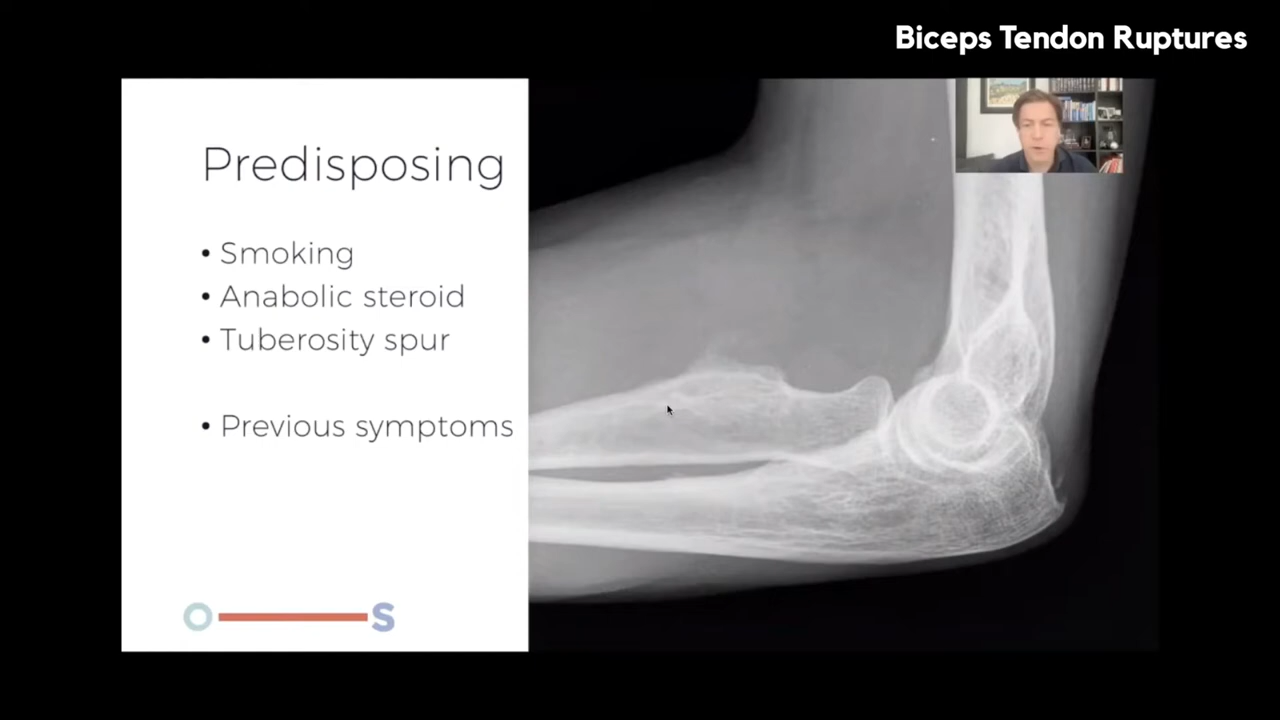 Biceps Tendon Ruptures
Predisposing
• Smoking
• Anabolic steroid
• Tuberosity spur
• Previous symptoms
O S